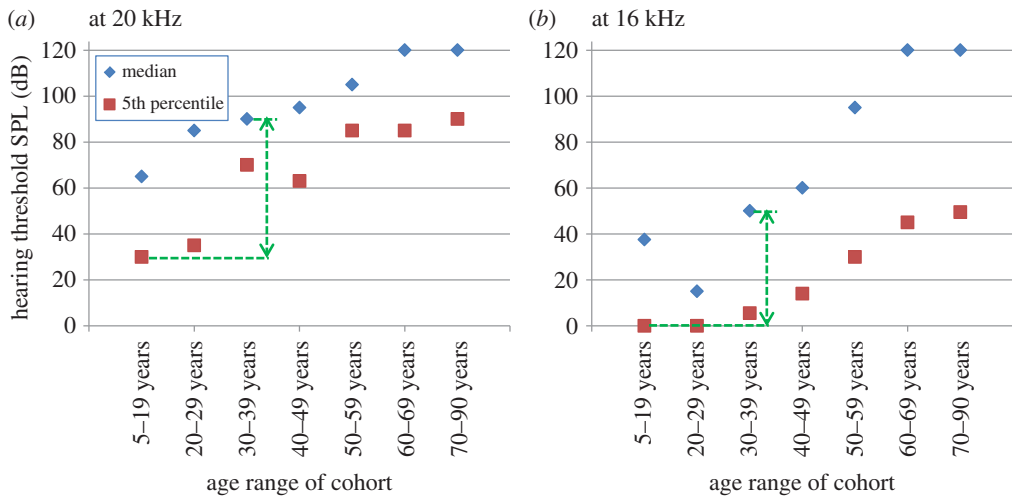 (a) at 20 kHz
120
100
80
60
40
20
0
hearing threshold SPL (dB)
median
5th percentile
5–19 years
20–29 years
30–39 years
40–49 years
50–59 years
60–69 years
70–90 years
age range of cohort
(b) at 16 kHz
120
100
80
60
40
20
0
5–19 years
20–29 years
30–39 years
40–49 years
50–59 years
60–69 years
70–90 years
age range of cohort